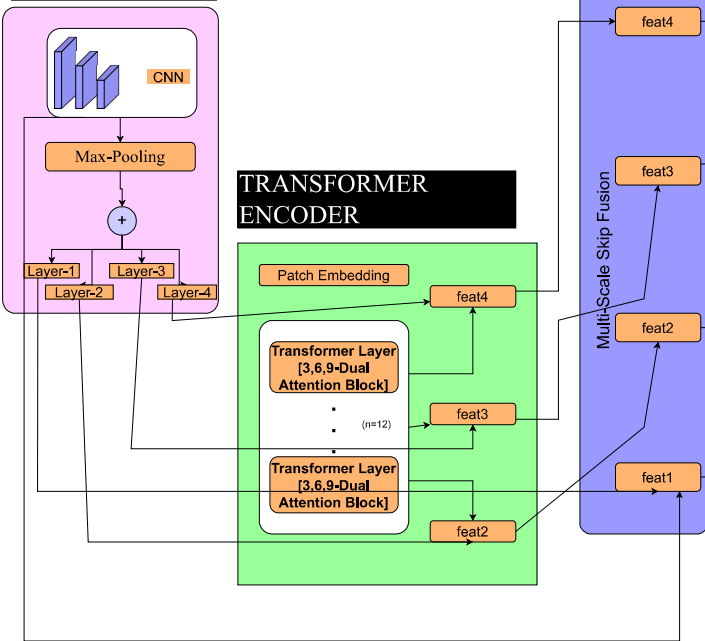 CNN
Max-Pooling
+
Layer-1
Layer-3
Layer-2
Layer-4
TRANSFORMER
ENCODER
Patch Embedding
feat4
Transformer Layer
[3,6,9-Dual
Attention Block]
.
.
.
(n=12)
feat3
Transformer Layer
[3,6,9-Dual
Attention Block]
feat2
Multi-Scale Skip Fusion
feat4
feat3
feat2
feat1